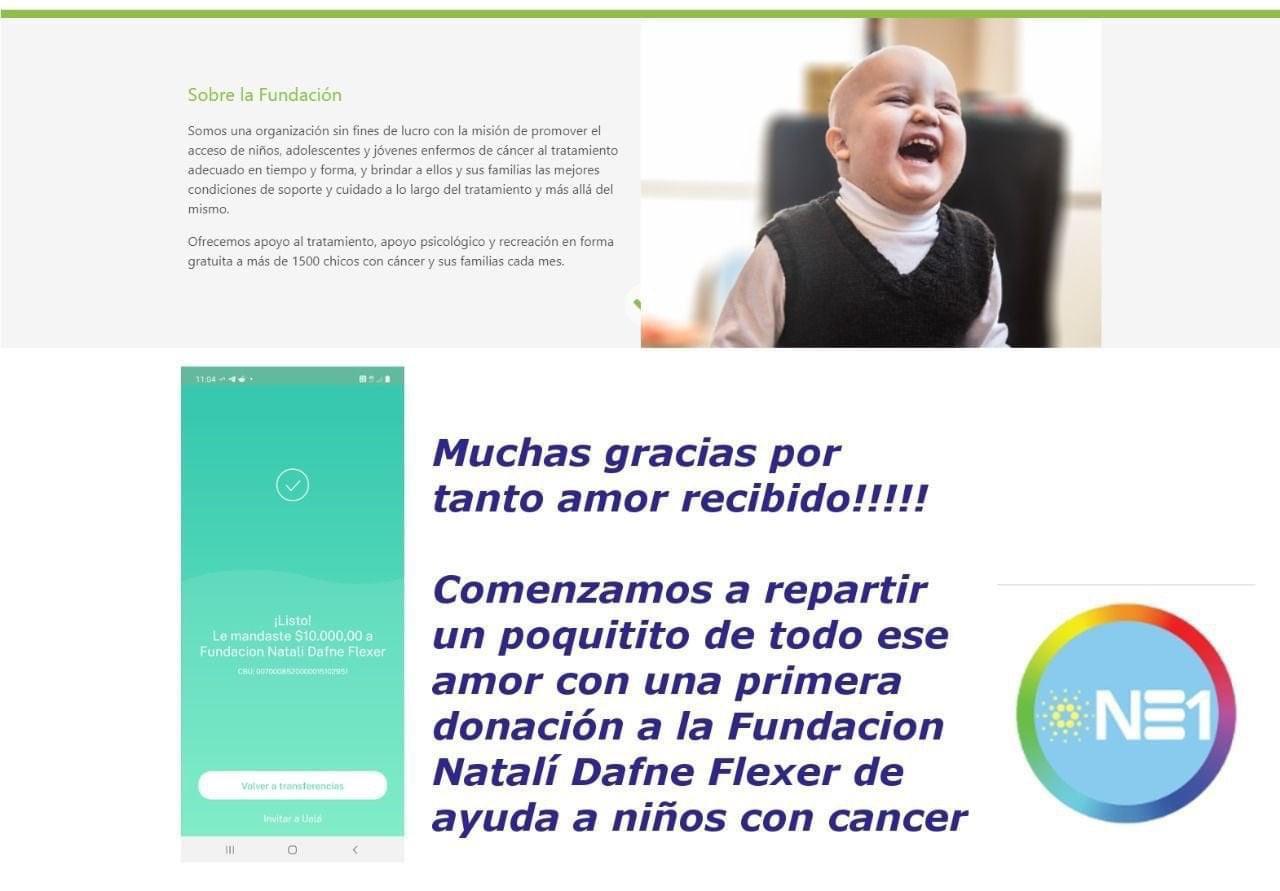 Sobre la Fundación
Somos una organización sin fines de lucro con la misión de promover el
acceso de niños, adolescentes y jóvenes enfermos de cáncer al tratamiento
adecuado en tiempo y forma, y brindar a ellos y sus familias las mejores
condiciones de soporte y cuidado a lo largo del tratamiento y más allá del
mismo.
Ofrecemos apoyo al tratamiento, apoyo psicológico y recreación en forma
gratuita a más de 1500 chicos con cáncer y sus familias cada mes.
11:04
¡Listo!
Le mandaste $10.000,00 a
Fundacion Natali Dafne Flexer
CBU:
Volver a transferencias
Invitar a Ualá
Muchas gracias por
tanto amor recibido!!!!!
Comenzamos a repartir
un poquitito de todo ese
amor con una primera
donación a la Fundacion
Natalí Dafne Flexer de
ayuda a niños con cancer
NE1